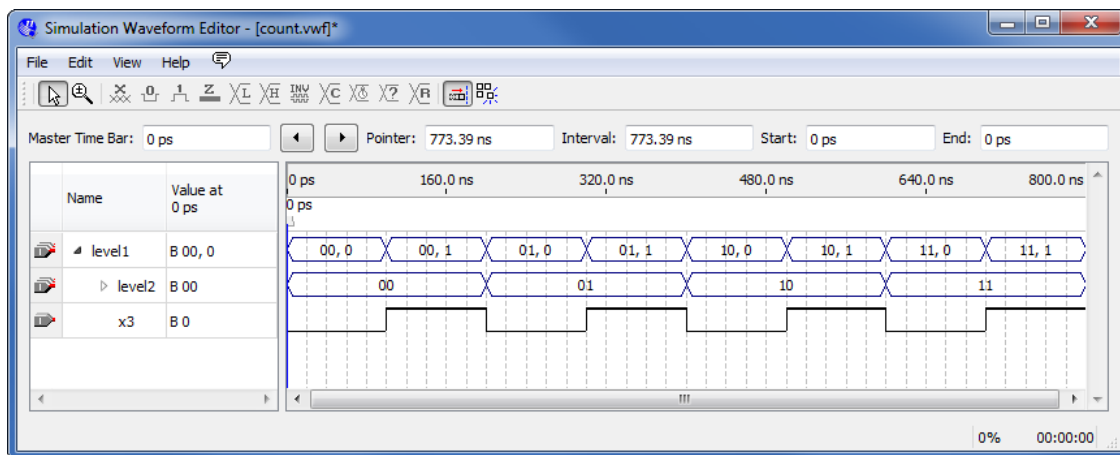 Simulation Waveform Editor - [count.vwf]*
File Edit View Help
Master Time Bar: 0 ps Pointer: 773.39 ns Interval: 773.39 ns Start: 0 ps End: 0 ps
Name Value at 0 ps 0 ps 160.0 ns 320.0 ns 480.0 ns 640.0 ns 800.0 ns
0 ps
level1 B 00, 0 00, 0 00, 1 01, 0 01, 1 10, 0 10, 1 11, 0 11, 1
level2 B 00 00 01 10 11
x3 B 0
0% 00:00:00